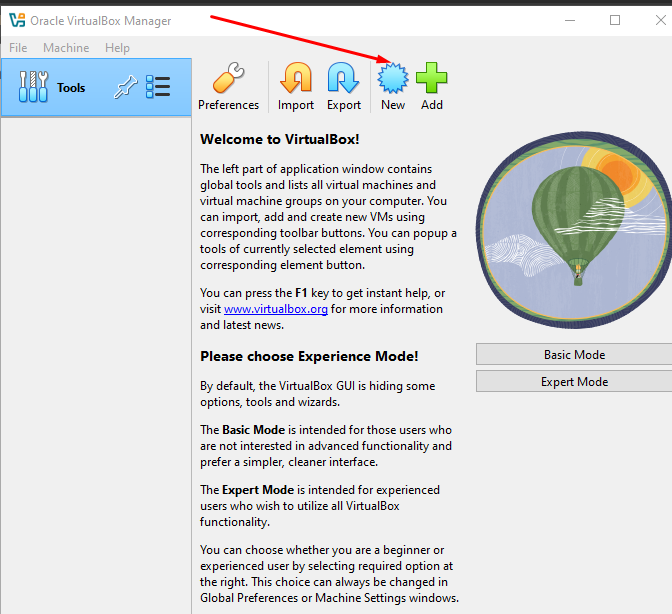 Oracle VirtualBox Manager
File Machine Help
Tools
Preferences Import Export New Add
Welcome to VirtualBox!
The left part of application window contains
global tools and lists all virtual machines and
virtual machine groups on your computer. You
can import, add and create new VMs using
corresponding toolbar buttons. You can popup a
tools of currently selected element using
corresponding element button.
You can press the F1 key to get instant help, or
visit www.virtualbox.org for more information
and latest news.
Please choose Experience Mode!
By default, the VirtualBox GUI is hiding some
options, tools and wizards.
The Basic Mode is intended for those users who
are not interested in advanced functionality and
prefer a simpler, cleaner interface.
The Expert Mode is intended for experienced
users who wish to utilize all VirtualBox
functionality.
You can choose whether you are a beginner or
experienced user by selecting required option at
the right. This choice can always be changed in
Global Preferences or Machine Settings windows.
Basic Mode
Expert Mode